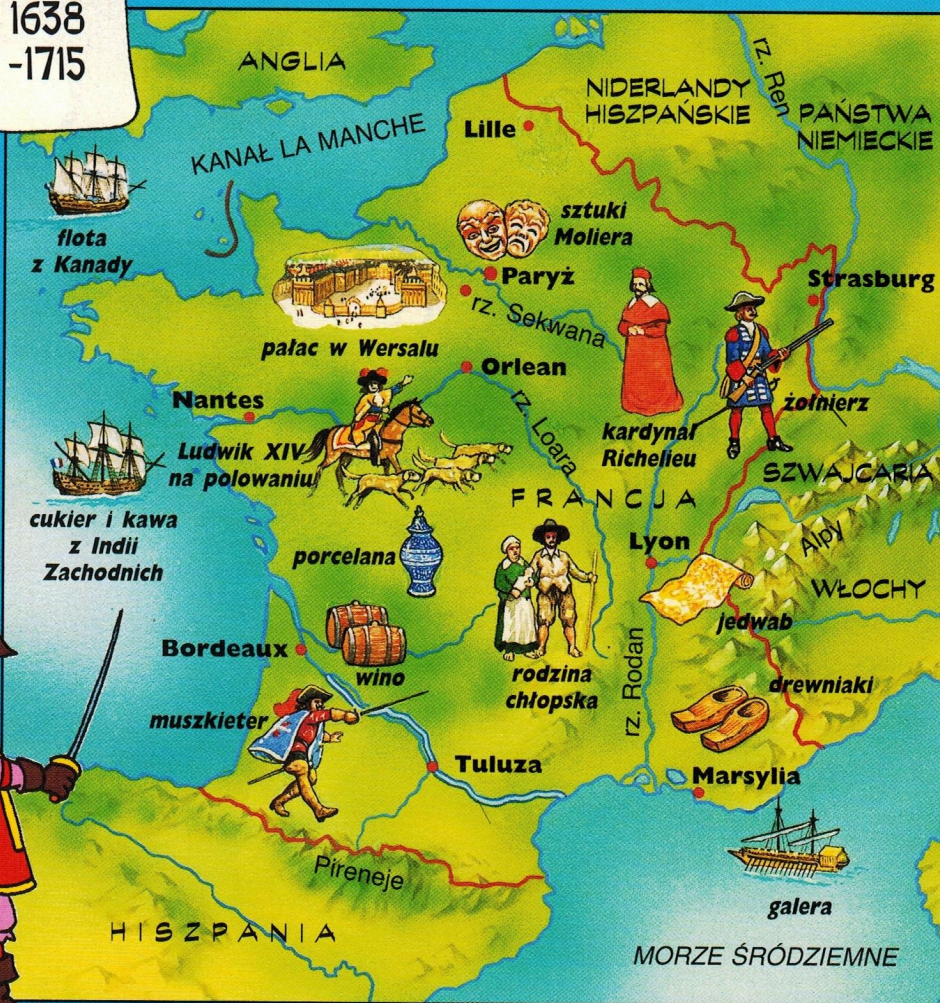 1638
-1715
ANGLIA
NIDERLANDY
HISZPAŃSKIE
rz. Ren
PAŃSTWA
NIEMIECKIE
KANAŁ LA MANCHE
Lille
flota
z Kanady
sztuki
Moliera
Paryż
Strasburg
rz. Sekwana
pałac w Wersalu
Orlean
Nantes
rz. Loara
żołnierz
kardynał
Richelieu
Ludwik XIV
na polowaniu
SZWAJCARIA
FRANCJA
cukier i kawa
z Indii
Zachodnich
porcelana
Lyon
Alpy
WŁOCHY
jedwab
Bordeaux
wino
rodzina
chłopska
rz. Rodan
drewniaki
muszkieter
Tuluza
Marsylia
Pireneje
galera
HISZPANIA
MORZE ŚRÓDZIEMNE